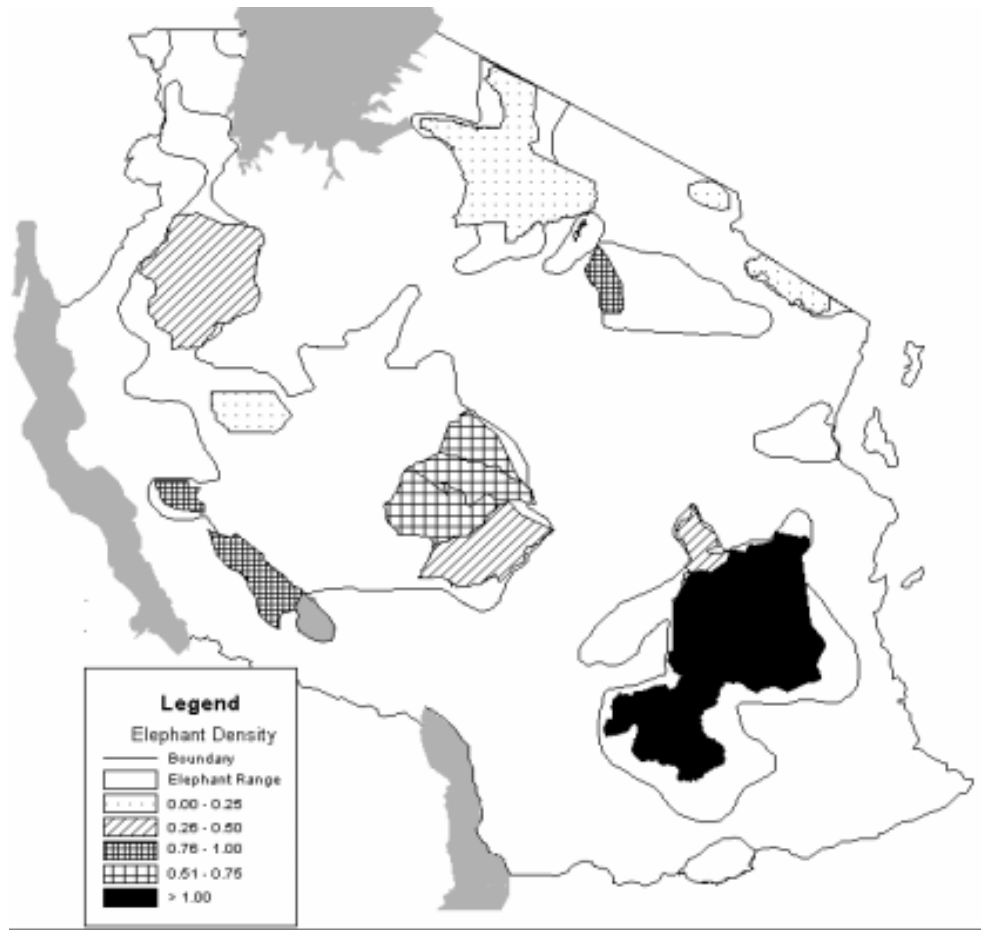 Legend
Elephant Density
Boundary
Elephant Range
0.00 - 0.25
0.26 - 0.50
0.76 - 1.00
0.51 - 0.75
> 1.00